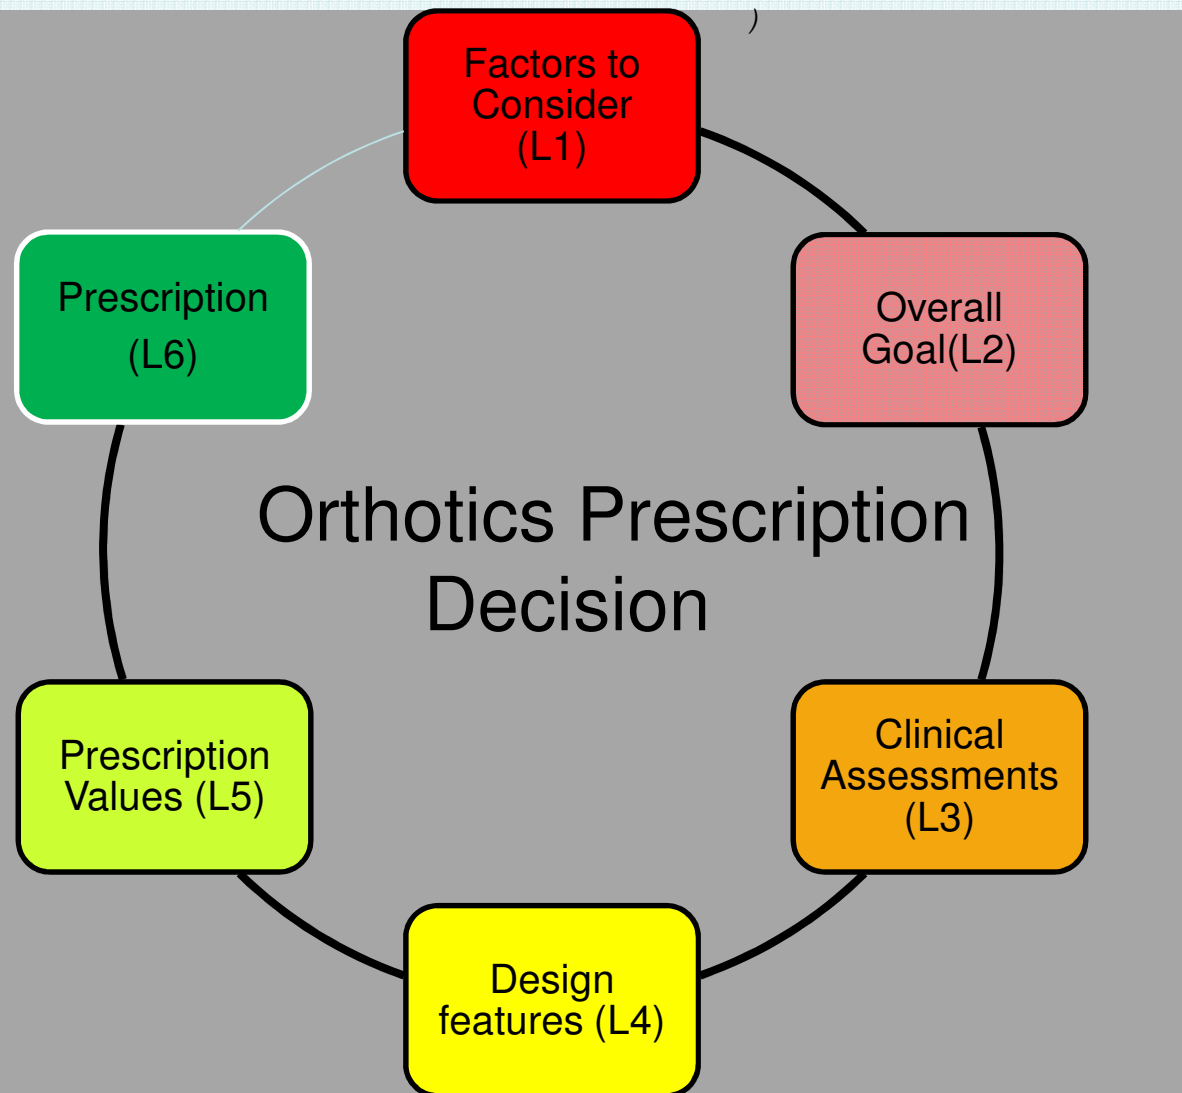 )
Factors to
Consider
(L1)
Overall
Goal(L2)
Clinical
Assessments
(L3)
Design
features (L4)
Prescription
Values (L5)
Prescription
(L6)
Orthotics Prescription
Decision